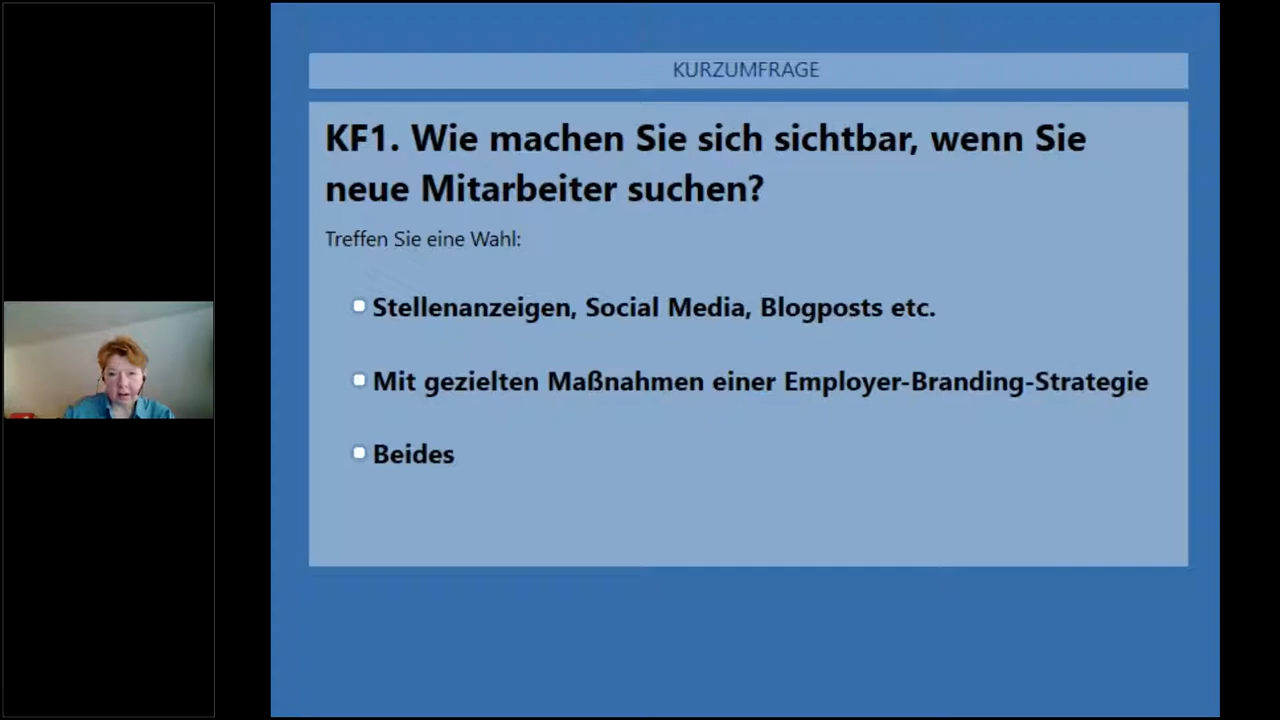 KURZUMFRAGE
KF1. Wie machen Sie sich sichtbar, wenn Sie
neue Mitarbeiter suchen?
Treffen Sie eine Wahl:
Stellenanzeigen, Social Media, Blogposts etc.
Mit gezielten Maßnahmen einer Employer-Branding-Strategie
Beides